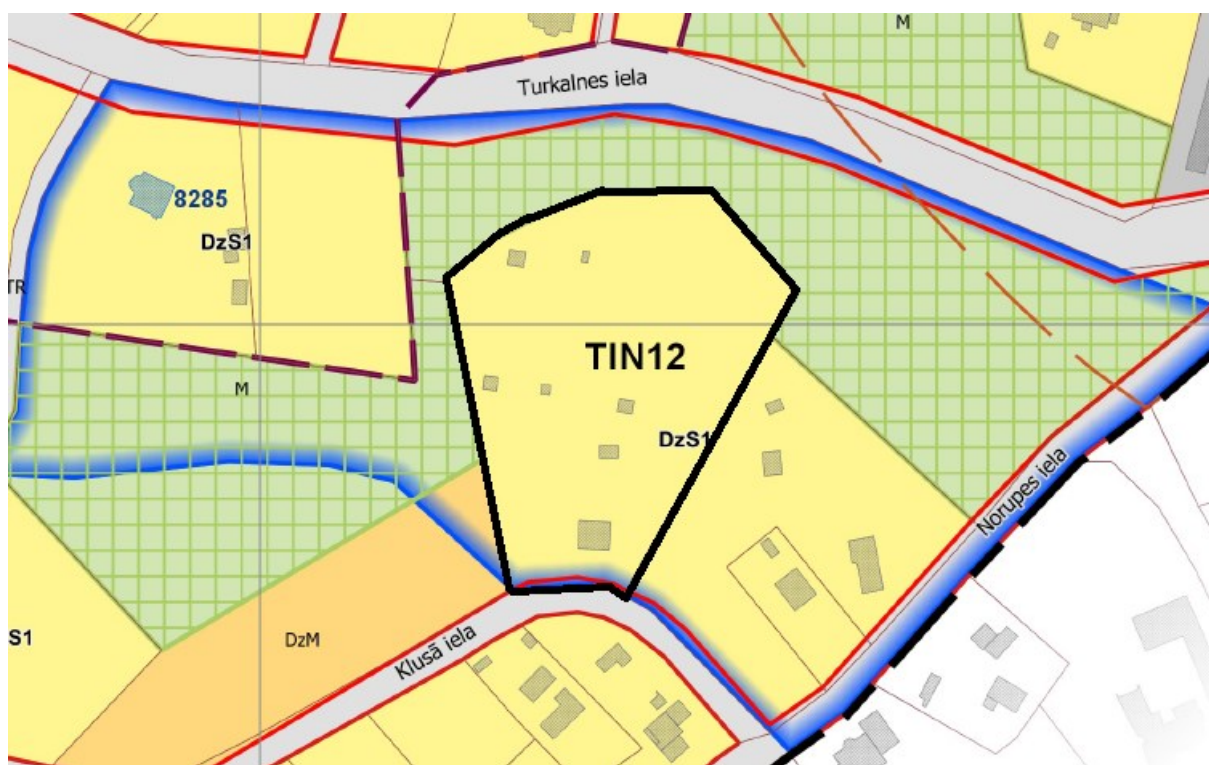 M
Turkalnes iela
8285
DzS1
TR
TIN12
M
DzS1
Norupes iela
S1
DzM
Klusā iela